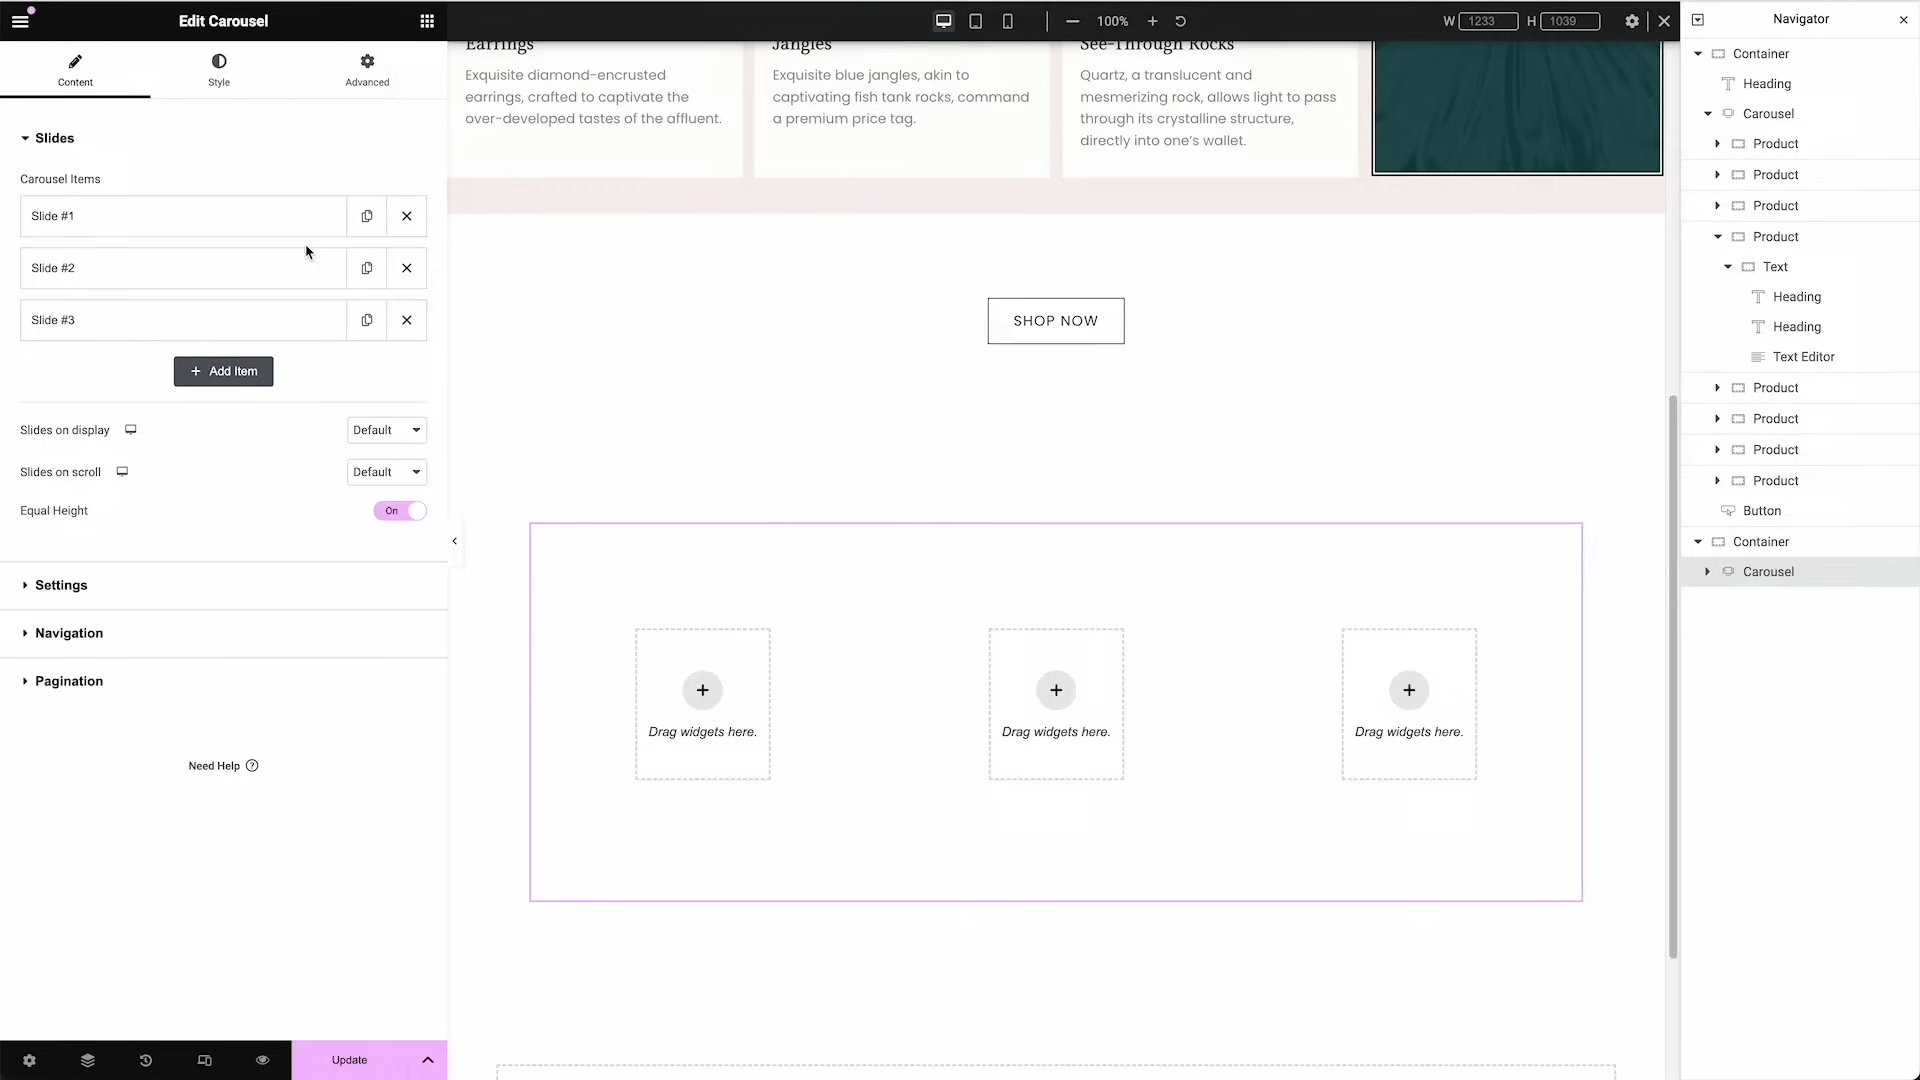 Edit Carousel
Content
Style
Advanced
Slides
Carousel Items
Slide #1
Slide #2
Slide #3
+ Add Item
Slides on display
Default
Slides on scroll
Default
Equal Height
On
Settings
Navigation
Pagination
Need Help ?
Update
100%
W 1233
H 1039
Earrings
Exquisite diamond-encrusted
earrings, crafted to captivate the
over-developed tastes of the affluent.
Jangles
Exquisite blue jangles, akin to
captivating fish tank rocks, command
a premium price tag.
See-Through Rocks
Quartz, a translucent and
mesmerizing rock, allows light to pass
through its crystalline structure,
directly into one's wallet.
SHOP NOW
Drag widgets here.
Drag widgets here.
Drag widgets here.
Navigator
Container
Heading
Carousel
Product
Product
Product
Product
Text
Heading
Heading
Text Editor
Product
Product
Product
Product
Button
Container
Carousel